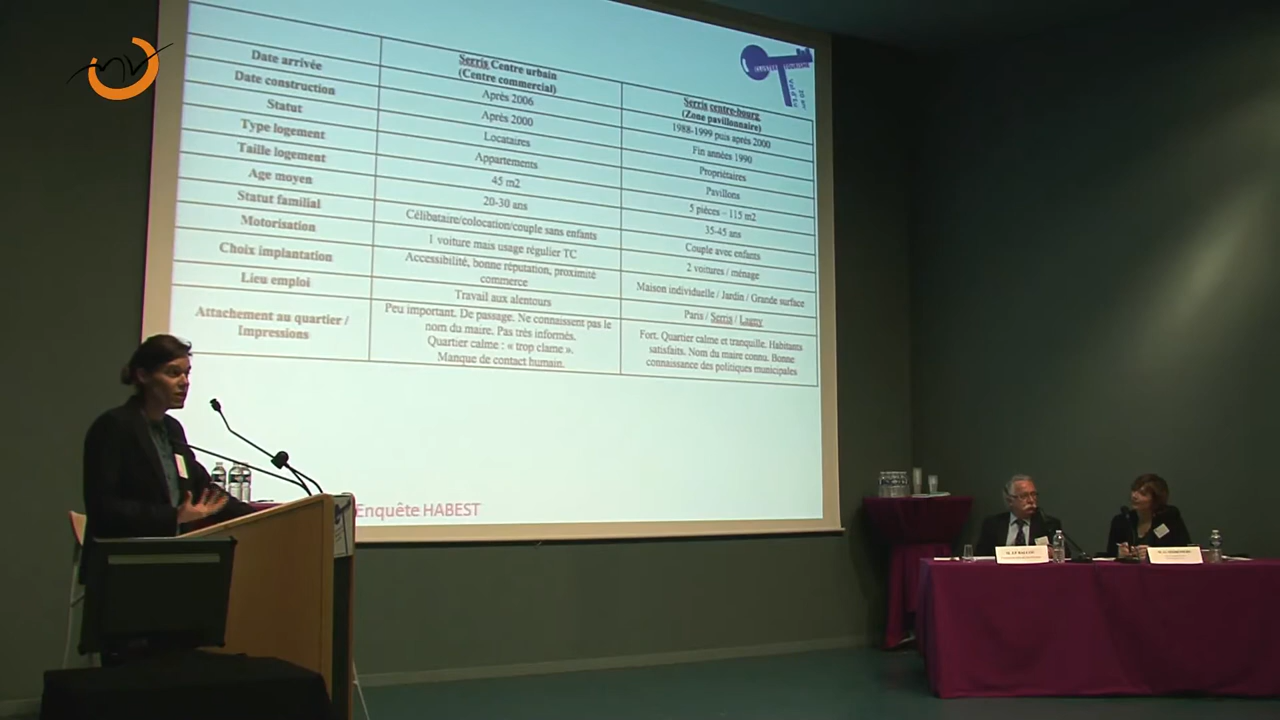 NV
Serris Centre urbain
(Centre commercial)
Serris centre-bourg
(Zone pavillonnaire)
Date arrivée
Après 2006
1988-1999 puis après 2000
Date construction
Après 2000
Fin années 1990
Statut
Locataires
Propriétaires
Type logement
Appartements
Pavillons
Taille logement
45 m2
5 pièces – 115 m2
Age moyen
20-30 ans
35-45 ans
Statut familial
Célibataire/colocation/couple sans enfants
Couple avec enfants
Motorisation
1 voiture mais usage régulier TC
2 voitures / ménage
Choix implantation
Accessibilité, bonne réputation, proximité
commerce
Maison individuelle / Jardin / Grande surface
Lieu emploi
Travail aux alentours
Paris / Serris / Lagny
Attachement au quartier /
Impressions
Peu important. De passage. Ne connaissent pas le
nom du maire. Pas très informés.
Quartier calme : « trop clame ».
Manque de contact humain.
Fort. Quartier calme et tranquille. Habitants
satisfaits. Nom du maire connu. Bonne
connaissance des politiques municipales
Enquête HABEST